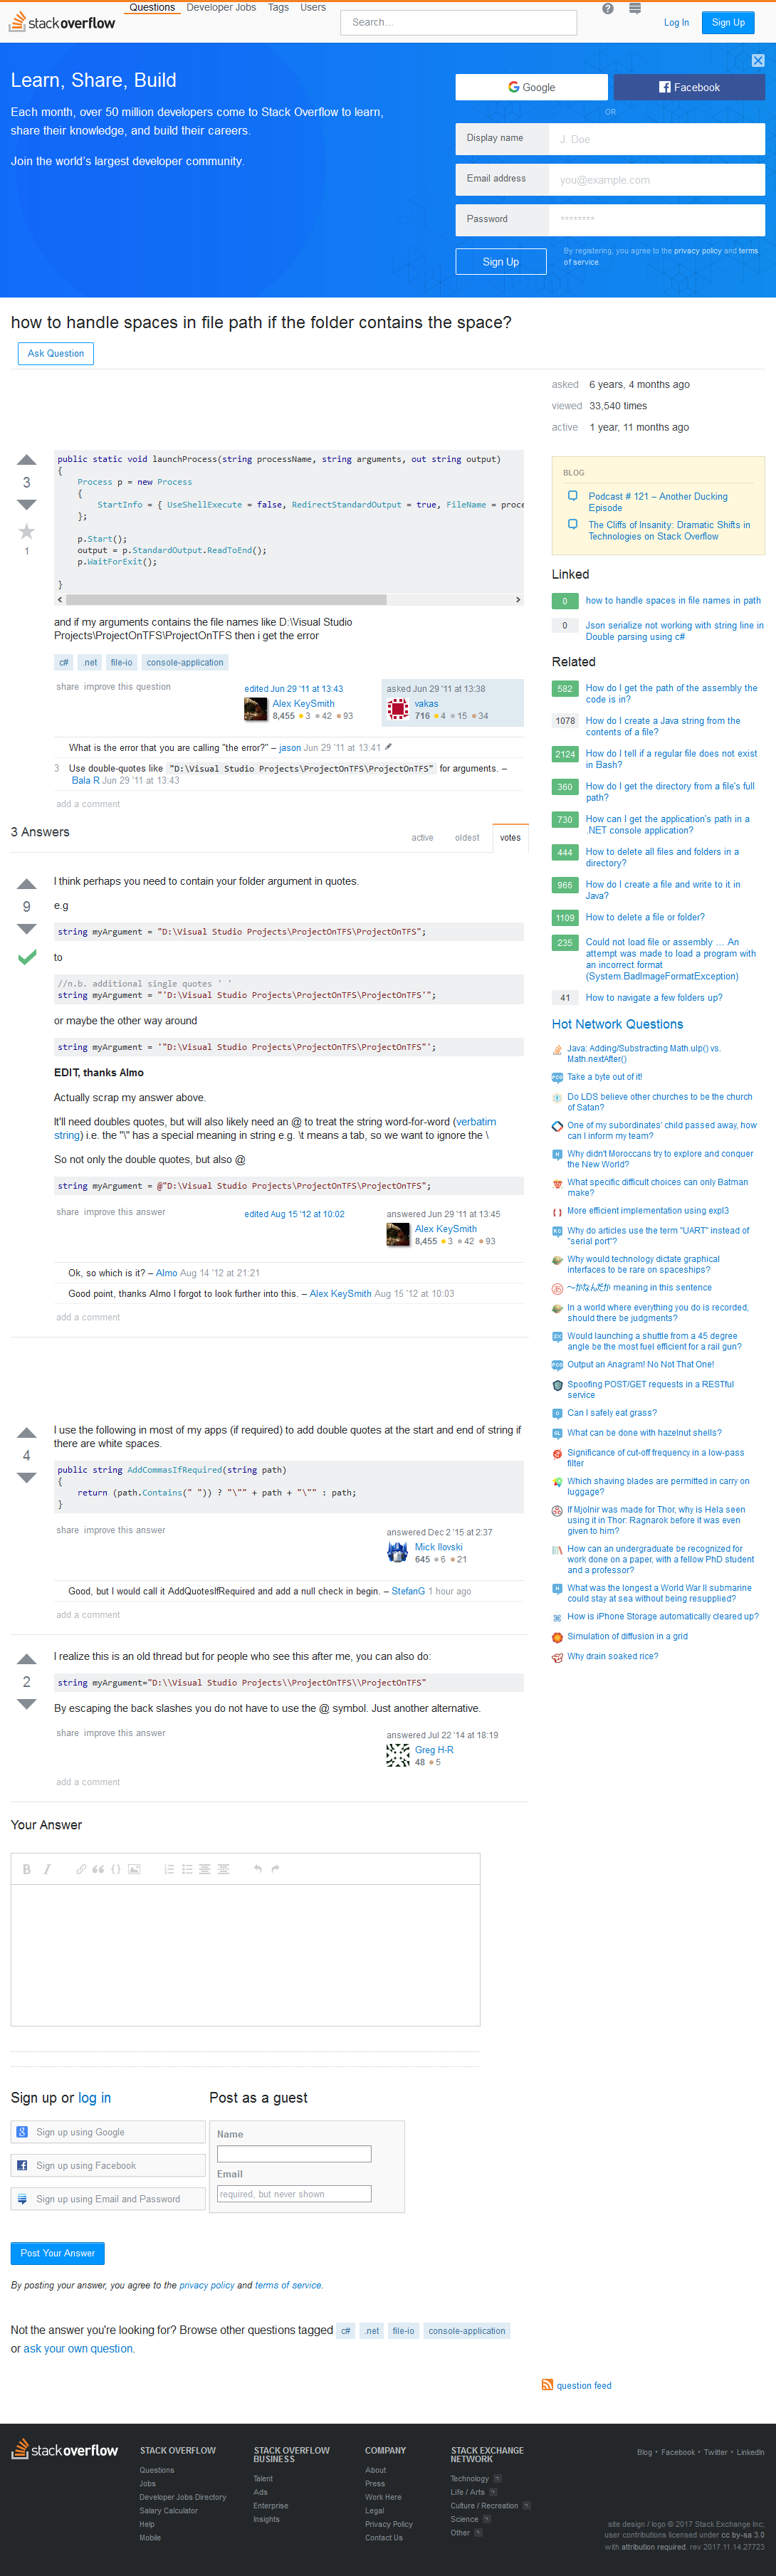 stackoverflow
Questions Developer Jobs Tags Users
Search…
Log In Sign Up
Learn, Share, Build
Each month, over 50 million developers come to Stack Overflow to learn,
share their knowledge, and build their careers.
Join the world's largest developer community.
Google
Facebook
OR
Display name J. Doe
Email address you@example.com
Password ********
Sign Up
By registering, you agree to the privacy policy and terms
of service.
how to handle spaces in file path if the folder contains the space?
Ask Question
asked 6 years, 4 months ago
viewed 33,540 times
active 1 year, 11 months ago
3
1
public static void launchProcess(string processName, string arguments, out string output)
{
Process p = new Process
{
StartInfo = { UseShellExecute = false, RedirectStandardOutput = true, FileName = proce
};
p.Start();
output = p.StandardOutput.ReadToEnd();
p.WaitForExit();
}
and if my arguments contains the file names like D:\Visual Studio
Projects\ProjectOnTFS\ProjectOnTFS then i get the error
c# .net file-io console-application
share improve this question
edited Jun 29 '11 at 13:43
Alex KeySmith
8,455 3 42 93
asked Jun 29 '11 at 13:38
vakas
716 4 15 34
What is the error that you are calling "the error?" – jason Jun 29 '11 at 13:41
3 Use double-quotes like "D:\Visual Studio Projects\ProjectOnTFS\ProjectOnTFS" for arguments. –
Bala R Jun 29 '11 at 13:43
add a comment
3 Answers
active oldest votes
9
I think perhaps you need to contain your folder argument in quotes.
e.g
string myArgument = "D:\Visual Studio Projects\ProjectOnTFS\ProjectOnTFS";
to
//n.b. additional single quotes ' '
string myArgument = "'D:\Visual Studio Projects\ProjectOnTFS\ProjectOnTFS'";
or maybe the other way around
string myArgument = '"D:\Visual Studio Projects\ProjectOnTFS\ProjectOnTFS"';
EDIT, thanks Almo
Actually scrap my answer above.
It'll need doubles quotes, but will also likely need an @ to treat the string word-for-word (verbatim
string) i.e. the "\" has a special meaning in string e.g. \t means a tab, so we want to ignore the \
So not only the double quotes, but also @
string myArgument = @"D:\Visual Studio Projects\ProjectOnTFS\ProjectOnTFS";
share improve this answer
edited Aug 15 '12 at 10:02
answered Jun 29 '11 at 13:45
Alex KeySmith
8,455 3 42 93
Ok, so which is it? – Almo Aug 14 '12 at 21:21
Good point, thanks Almo I forgot to look further into this. – Alex KeySmith Aug 15 '12 at 10:03
add a comment
4
I use the following in most of my apps (if required) to add double quotes at the start and end of string if
there are white spaces.
public string AddCommasIfRequired(string path)
{
return (path.Contains(" ")) ? "\"" + path + "\"" : path;
}
share improve this answer
answered Dec 2 '15 at 2:37
Mick Ilovski
645 6 21
Good, but I would call it AddQuotesIfRequired and add a null check in begin. – StefanG 1 hour ago
add a comment
2
I realize this is an old thread but for people who see this after me, you can also do:
string myArgument="D:\\Visual Studio Projects\\ProjectOnTFS\\ProjectOnTFS"
By escaping the back slashes you do not have to use the @ symbol. Just another alternative.
share improve this answer
answered Jul 22 '14 at 18:19
Greg H-R
48 5
add a comment
BLOG
Podcast # 121 – Another Ducking
Episode
The Cliffs of Insanity: Dramatic Shifts in
Technologies on Stack Overflow
Linked
0 how to handle spaces in file names in path
0 Json serialize not working with string line in
Double parsing using c#
Related
582 How do I get the path of the assembly the
code is in?
1078 How do I create a Java string from the
contents of a file?
2124 How do I tell if a regular file does not exist
in Bash?
360 How do I get the directory from a file's full
path?
730 How can I get the application's path in a
.NET console application?
444 How to delete all files and folders in a
directory?
966 How do I create a file and write to it in
Java?
1109 How to delete a file or folder?
235 Could not load file or assembly … An
attempt was made to load a program with
an incorrect format
(System.BadImageFormatException)
41 How to navigate a few folders up?
Hot Network Questions
Java: Adding/Substracting Math.ulp() vs.
Math.nextAfter()
Take a byte out of it!
Do LDS believe other churches to be the church
of Satan?
One of my subordinates' child passed away, how
can I inform my team?
Why didn't Moroccans try to explore and conquer
the New World?
What specific difficult choices can only Batman
make?
More efficient implementation using expl3
Why do articles use the term "UART" instead of
"serial port"?
Why would technology dictate graphical
interfaces to be rare on spaceships?
～かなんだか meaning in this sentence
In a world where everything you do is recorded,
should there be judgments?
Would launching a shuttle from a 45 degree
angle be the most fuel efficient for a rail gun?
Output an Anagram! No Not That One!
Spoofing POST/GET requests in a RESTful
service
Can I safely eat grass?
What can be done with hazelnut shells?
Significance of cut-off frequency in a low-pass
filter
Which shaving blades are permitted in carry on
luggage?
If Mjolnir was made for Thor, why is Hela seen
using it in Thor: Ragnarok before it was even
given to him?
How can an undergraduate be recognized for
work done on a paper, with a fellow PhD student
and a professor?
What was the longest a World War II submarine
could stay at sea without being resupplied?
How is iPhone Storage automatically cleared up?
Simulation of diffusion in a grid
Why drain soaked rice?
Your Answer
Sign up or log in
Sign up using Google
Sign up using Facebook
Sign up using Email and Password
Post as a guest
Name
Email
required, but never shown
Post Your Answer
By posting your answer, you agree to the privacy policy and terms of service.
Not the answer you're looking for? Browse other questions tagged c# .net file-io console-application
or ask your own question.
question feed
stackoverflow
STACK OVERFLOW
Questions
Jobs
Developer Jobs Directory
Salary Calculator
Help
Mobile
STACK OVERFLOW
BUSINESS
Talent
Ads
Enterprise
Insights
COMPANY
About
Press
Work Here
Legal
Privacy Policy
Contact Us
STACK EXCHANGE
NETWORK
Technology
Life / Arts
Culture / Recreation
Science
Other
Blog • Facebook • Twitter • LinkedIn
site design / logo © 2017 Stack Exchange Inc;
user contributions licensed under cc by-sa 3.0
with attribution required. rev 2017.11.14.27723